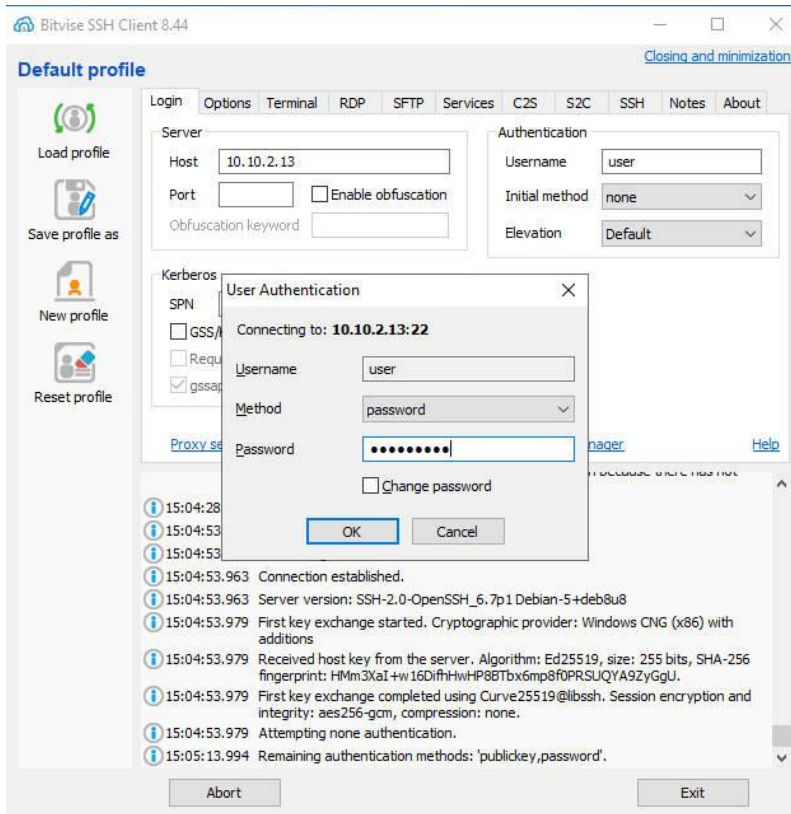 Bitvise SSH Client 8.44
Closing and minimization
Default profile
Load profile
Save profile as
New profile
Reset profile
Login Options Terminal RDP SFTP Services C2S S2C SSH Notes About
Server
Host 10.10.2.13
Port Enable obfuscation
Obfuscation keyword
Authentication
Username user
Initial method none
Elevation Default
Kerberos
SPN
GSS/
Requ
gssap
Proxy se
nager
Help
User Authentication
Connecting to: 10.10.2.13:22
Username user
Method password
Password •••••••••
Change password
OK Cancel
15:04:28
15:04:53
15:04:53
15:04:53.963 Connection established.
15:04:53.963 Server version: SSH-2.0-OpenSSH_6.7p1 Debian-5+deb8u8
15:04:53.979 First key exchange started. Cryptographic provider: Windows CNG (x86) with
additions
15:04:53.979 Received host key from the server. Algorithm: Ed25519, size: 255 bits, SHA-256
fingerprint: HMm3XaI+w16DifhHwHP8BTbx6mp8f0PRSUQYA9ZyGgU.
15:04:53.979 First key exchange completed using Curve25519@libssh. Session encryption and
integrity: aes256-gcm, compression: none.
15:04:53.979 Attempting none authentication.
15:05:13.994 Remaining authentication methods: 'publickey,password'.
Abort
Exit